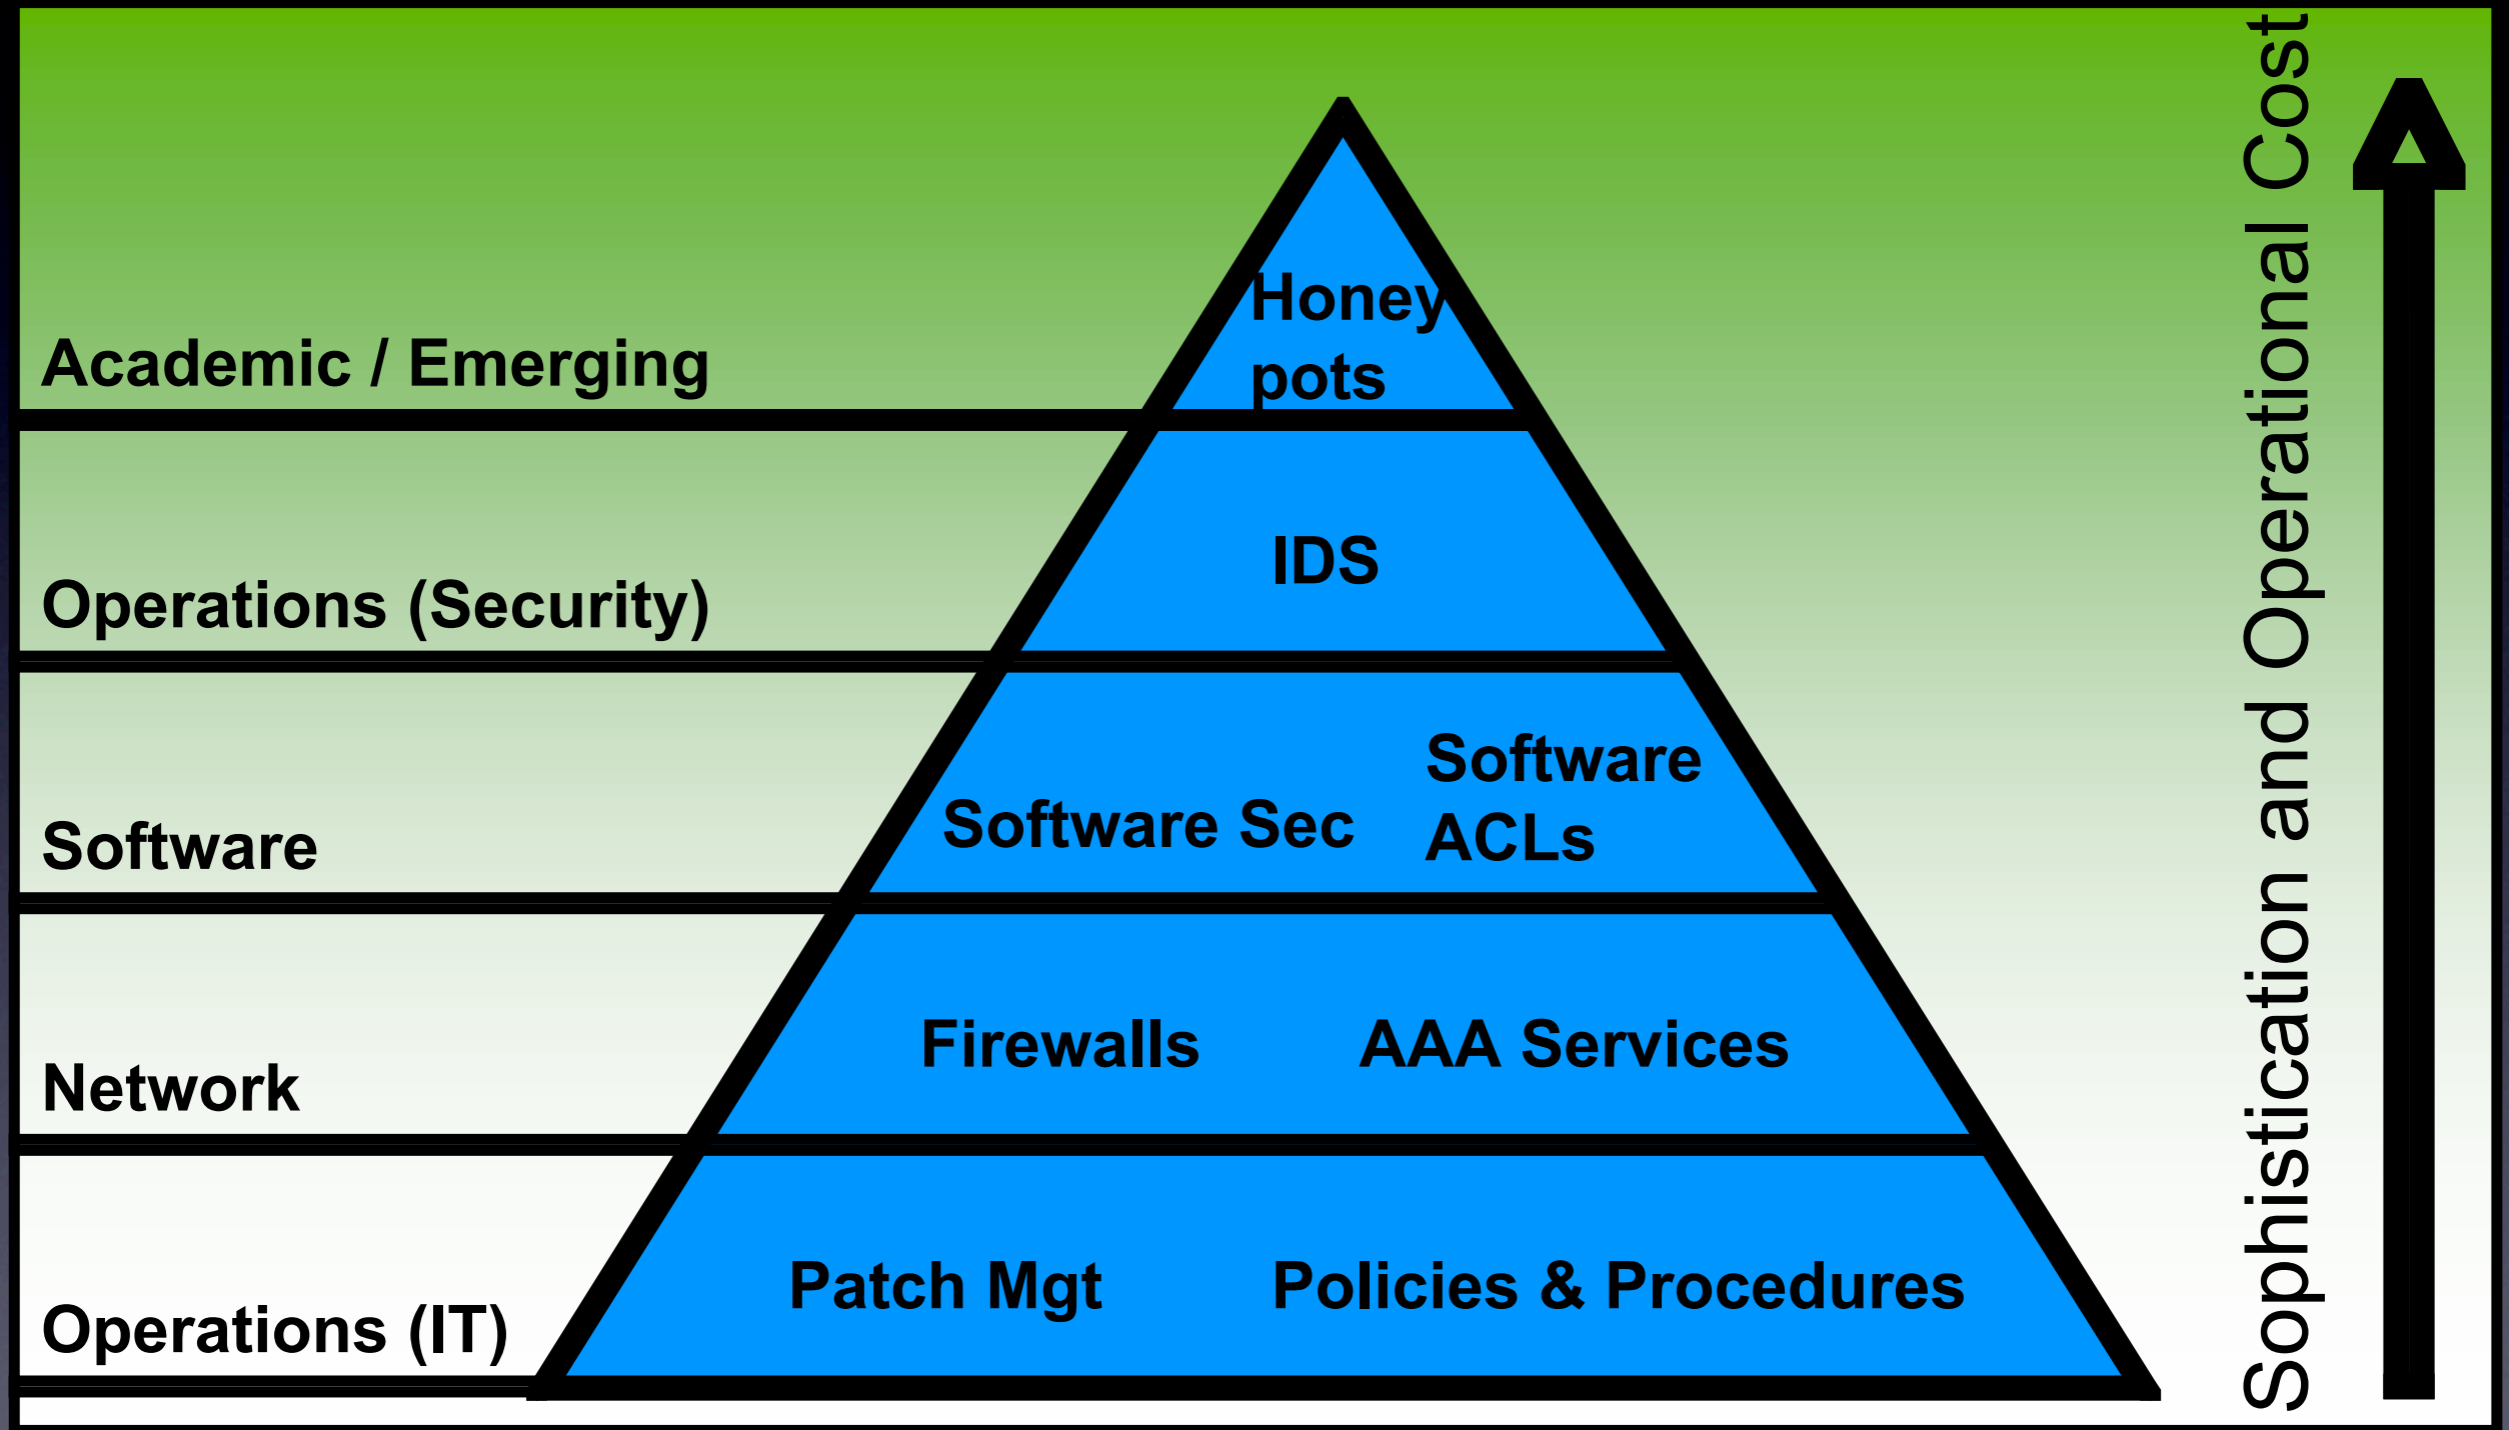 Honey
pots
Academic / Emerging
IDS
Operations (Security)
Software
ACLs
Software Sec
Software
Firewalls
AAA Services
Network
Patch Mgt
Policies & Procedures
Operations (IT)
Sophistication and Operational Cost